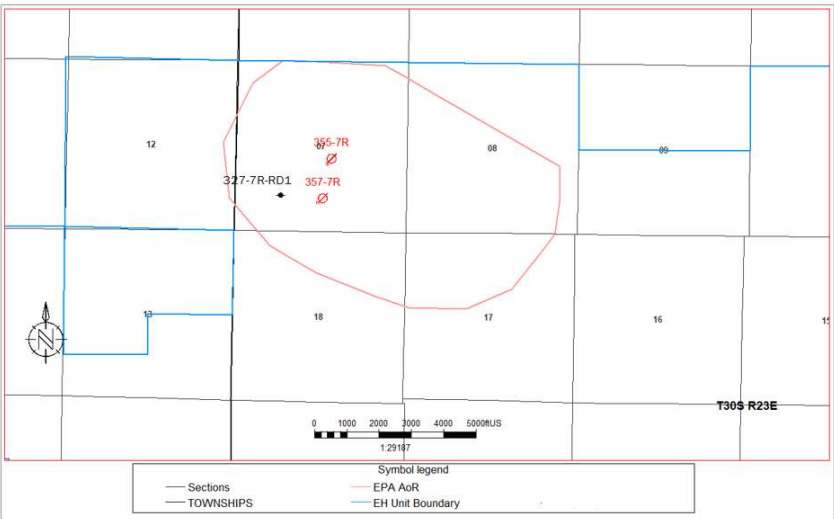 12
07
355-7R
08
09
327-7R-RD1
357-7R
13
18
17
16
15
N
T30S R23E
0 1000 2000 3000 4000 5000ftUS
1:29187
Symbol legend
Sections
EPA AoR
TOWNSHIPS
EH Unit Boundary